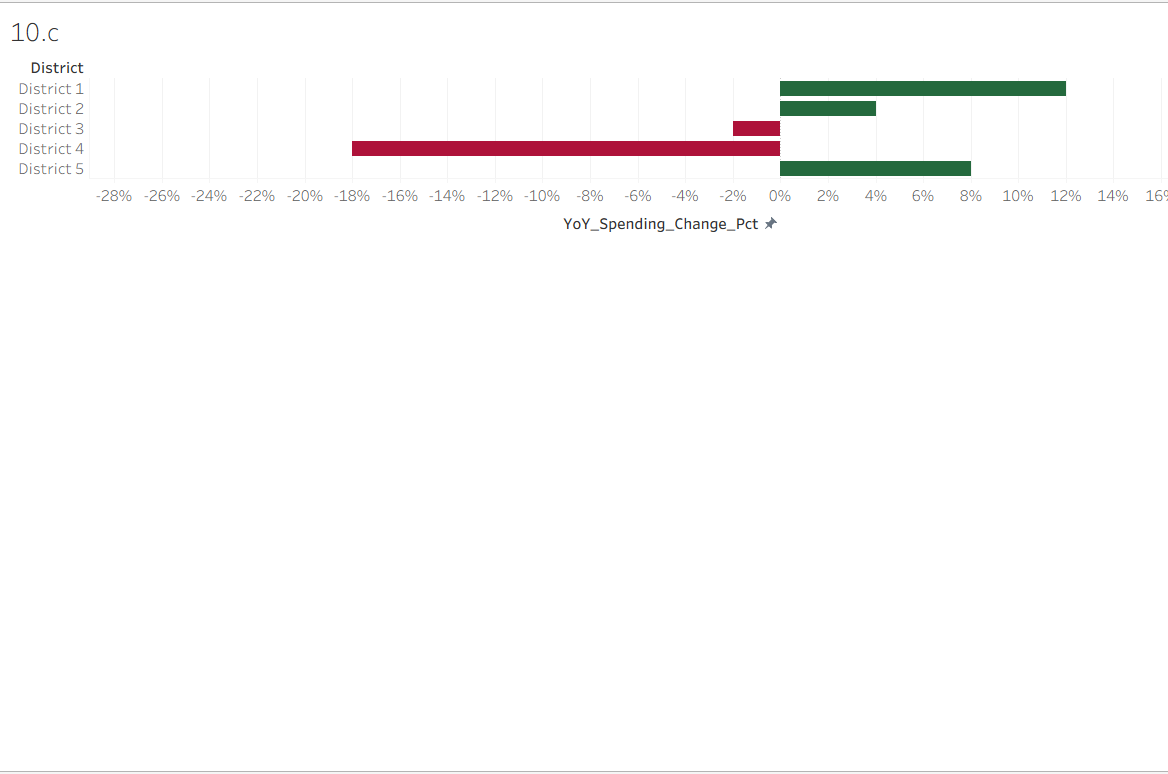 10.c
District
District 1
District 2
District 3
District 4
District 5
-28% -26% -24% -22% -20% -18% -16% -14% -12% -10% -8% -6% -4% -2% 0% 2% 4% 6% 8% 10% 12% 14% 16%
YoY_Spending_Change_Pct